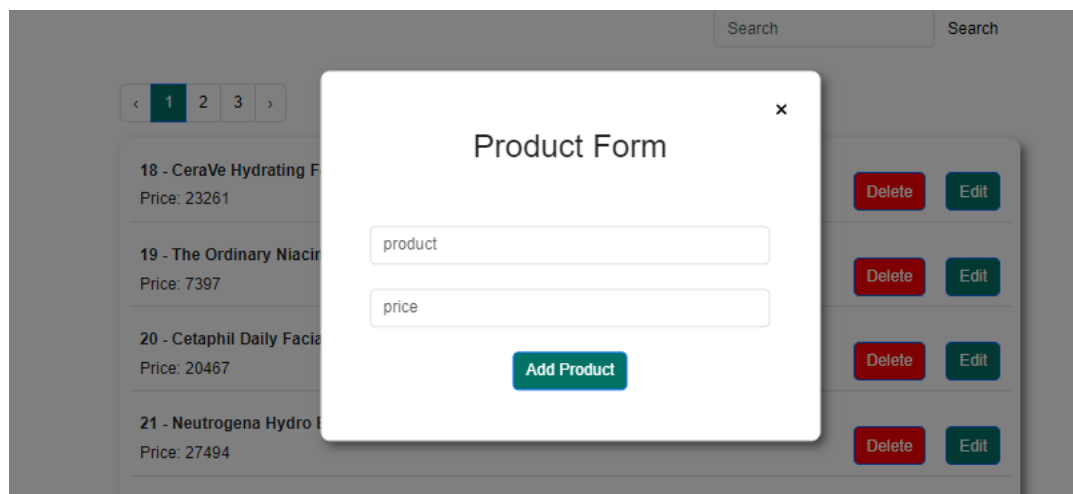 Search Search
‹ 1 2 3 ›
×
Product Form
product
price
Add Product
18 - CeraVe Hydrating F
Price: 23261
Delete Edit
19 - The Ordinary Niacin
Price: 7397
Delete Edit
20 - Cetaphil Daily Facia
Price: 20467
Delete Edit
21 - Neutrogena Hydro
Price: 27494
Delete Edit